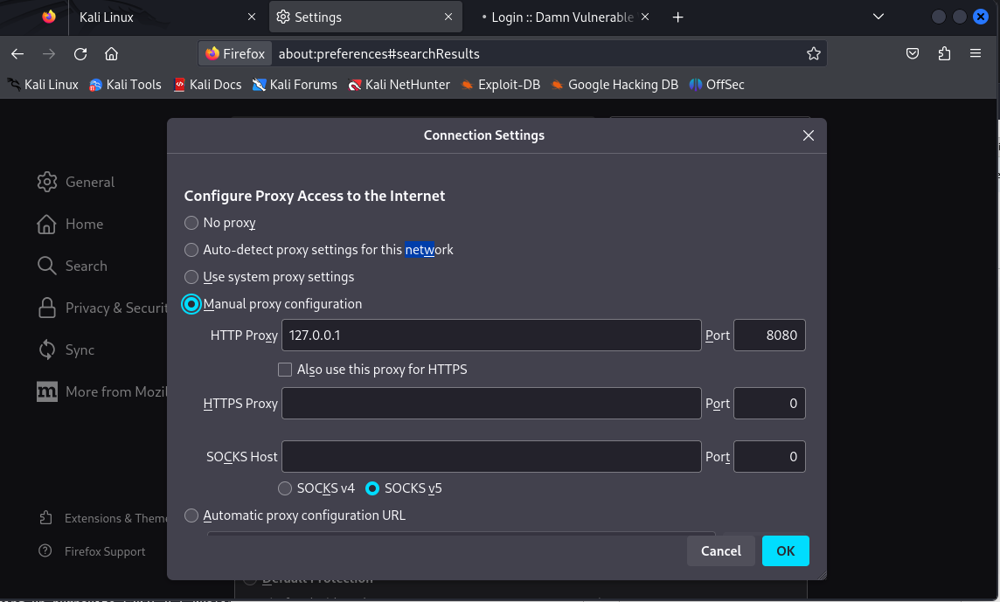 Kali Linux
Settings
Login :: Damn Vulnerable
Firefox about:preferences#searchResults
Kali Linux Kali Tools Kali Docs Kali Forums Kali NetHunter Exploit-DB Google Hacking DB OffSec
Connection Settings
General
Home
Search
Privacy & Securit
Sync
m More from Mozil
Extensions & Theme
Firefox Support
Configure Proxy Access to the Internet
No proxy
Auto-detect proxy settings for this network
Use system proxy settings
Manual proxy configuration
HTTP Proxy 127.0.0.1 Port 8080
Also use this proxy for HTTPS
HTTPS Proxy Port 0
SOCKS Host Port 0
SOCKS v4 SOCKS v5
Automatic proxy configuration URL
Cancel OK
Default Protection